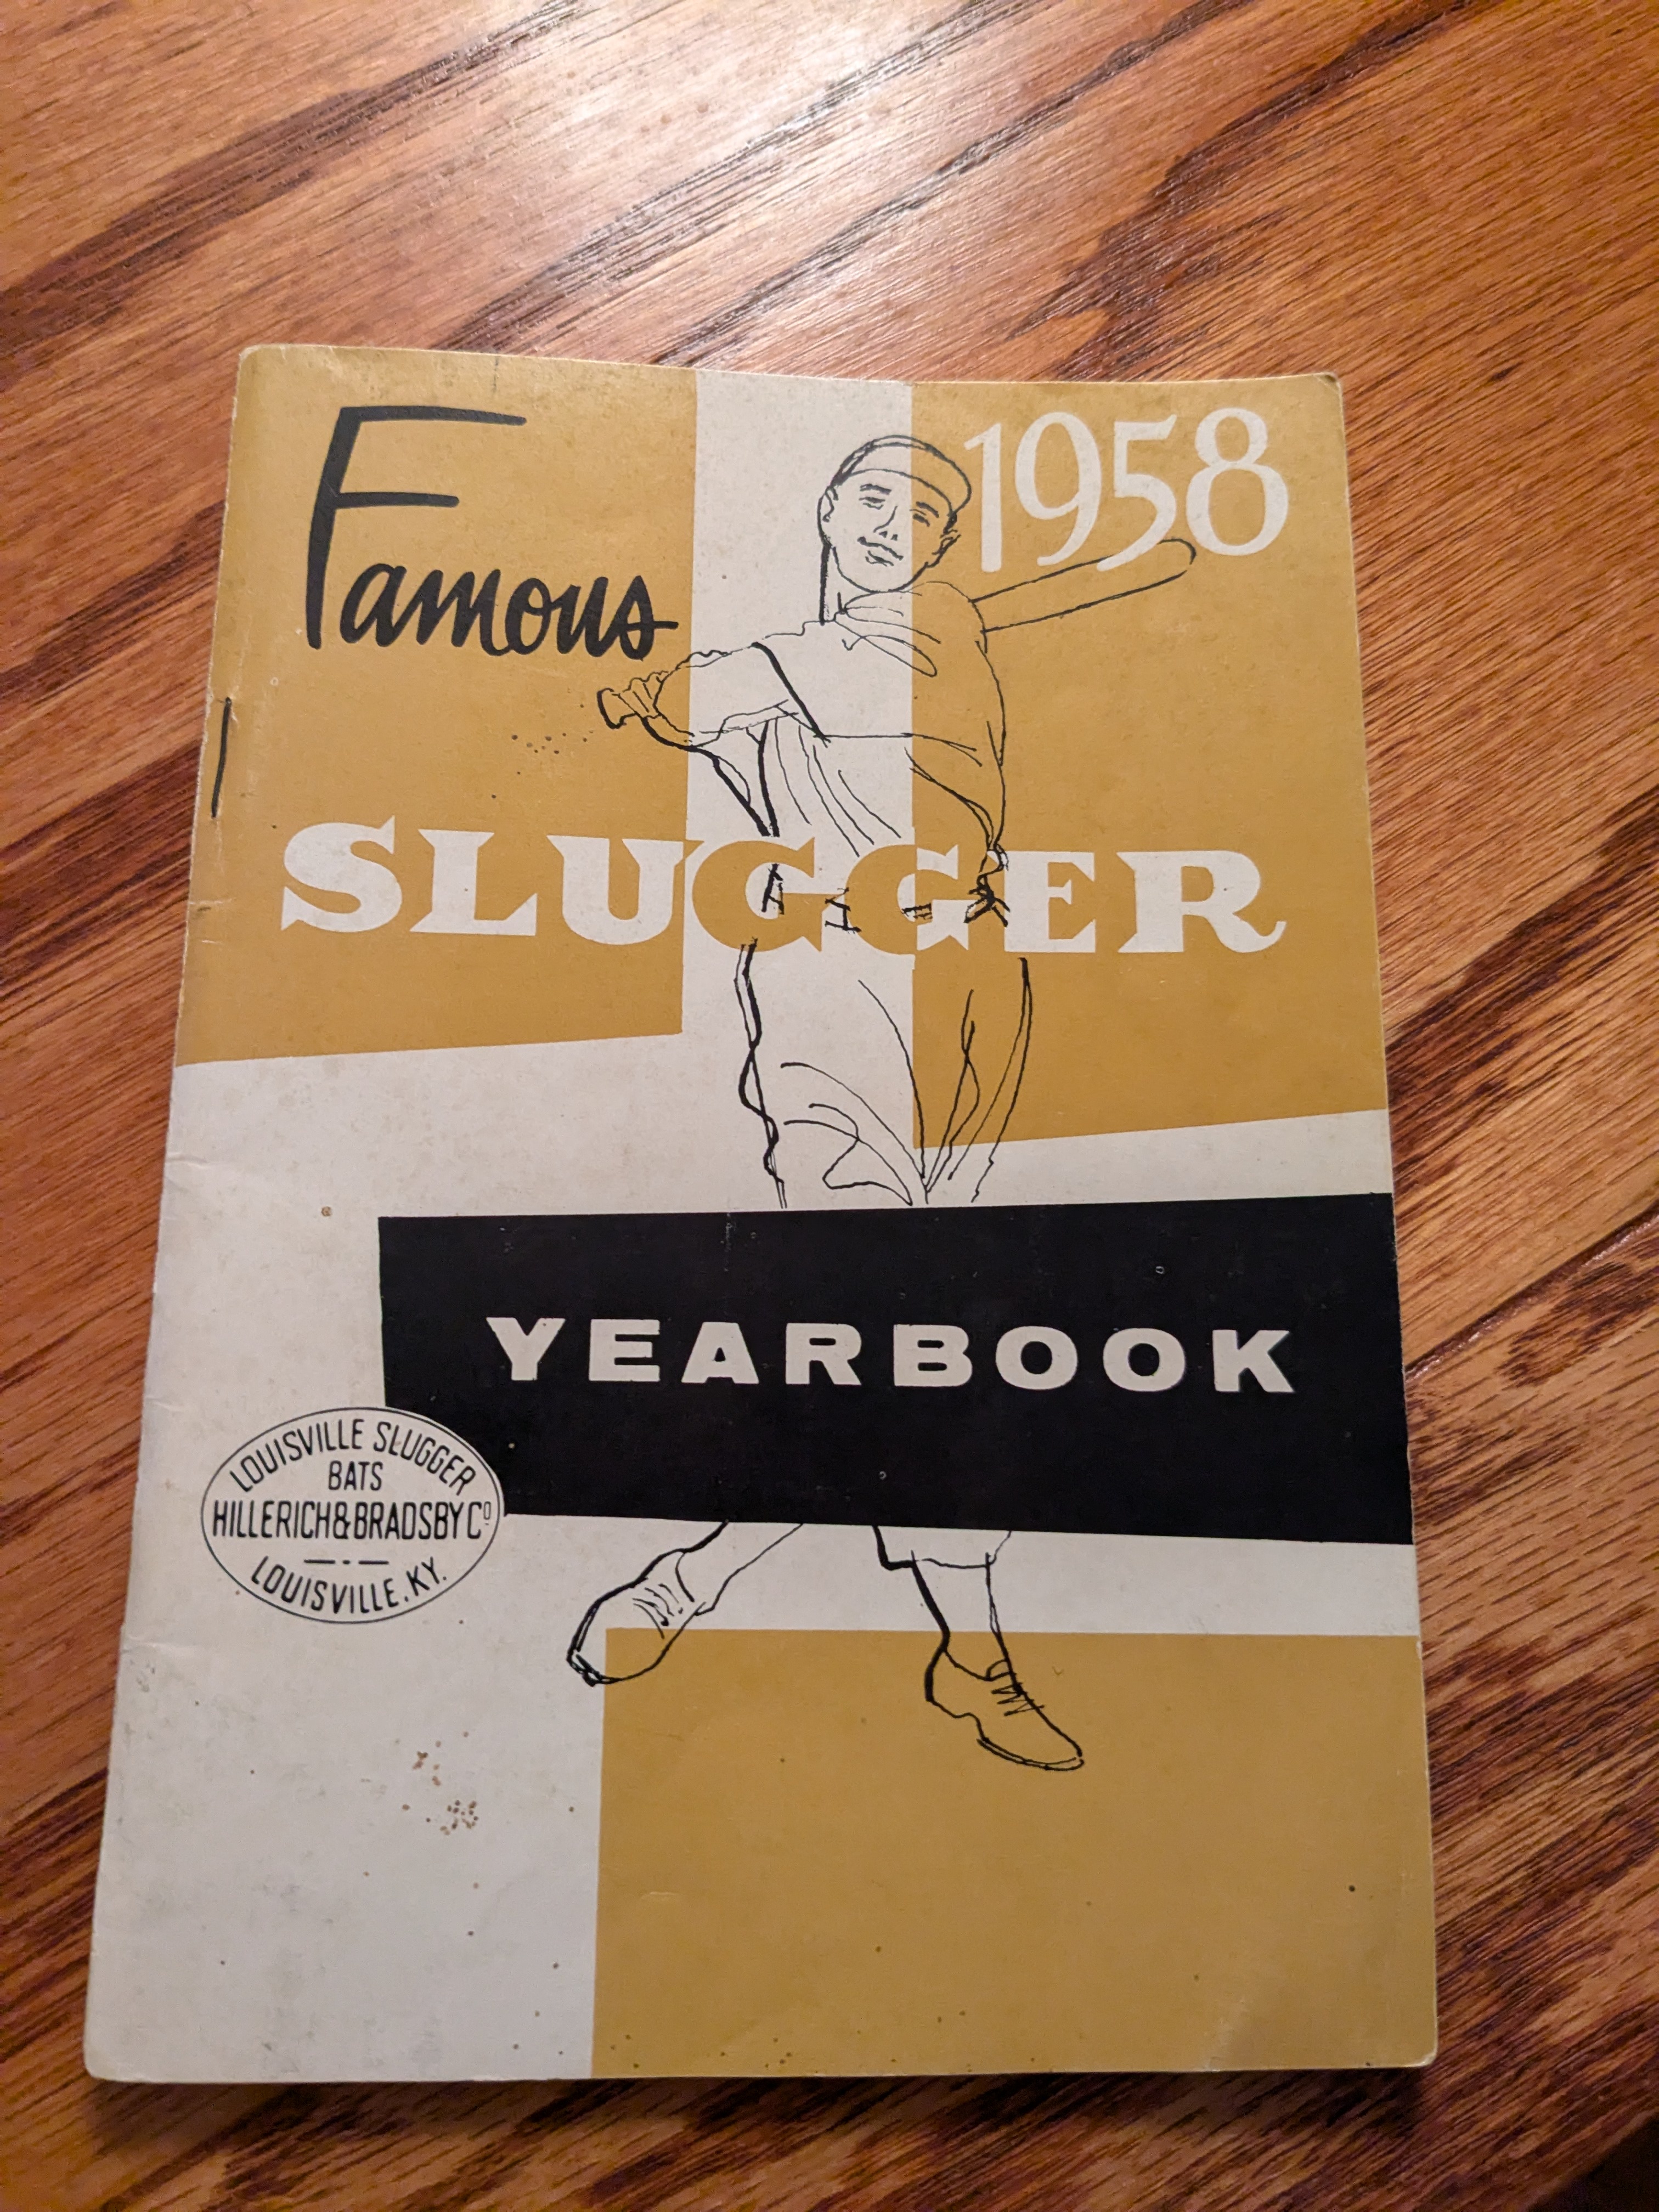 Famous
1958
SLUGGER
YEARBOOK
LOUISVILLE SLUGGER
BATS
HILLERICH & BRADSBY Cº
LOUISVILLE.KY.